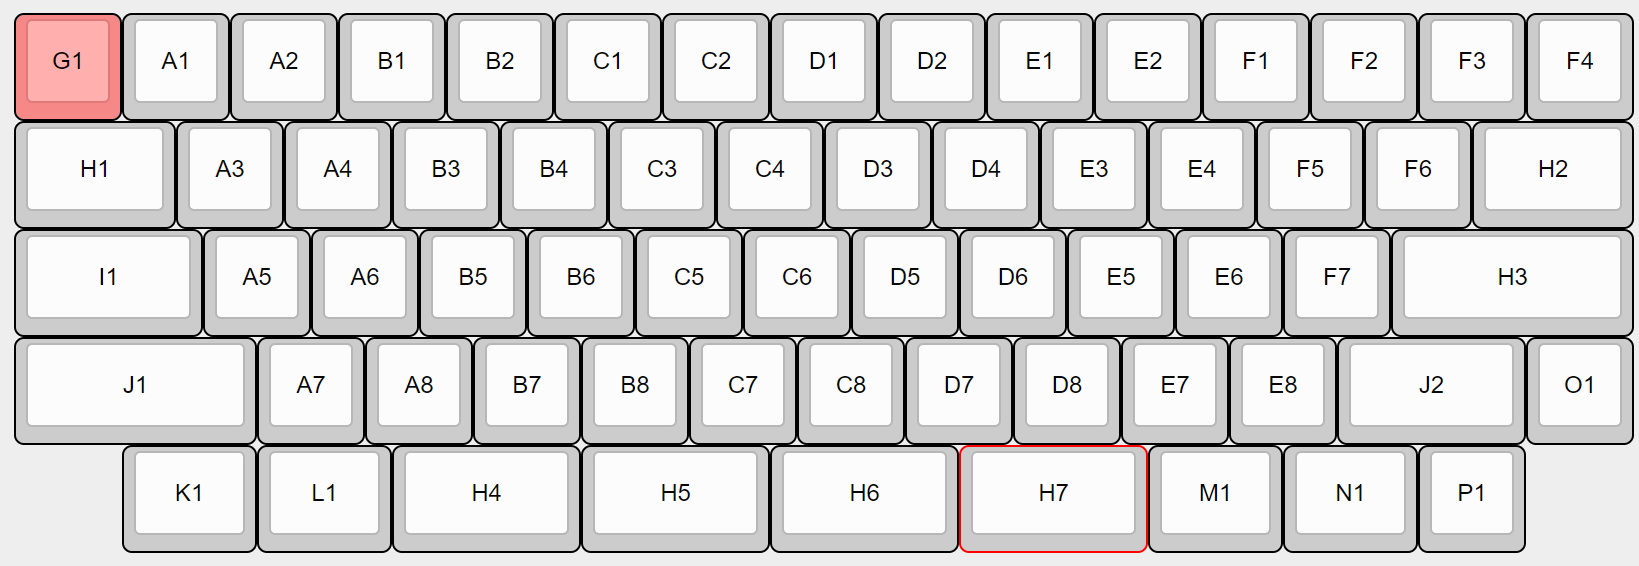 G1 A1 A2 B1 B2 C1 C2 D1 D2 E1 E2 F1 F2 F3 F4
H1 A3 A4 B3 B4 C3 C4 D3 D4 E3 E4 F5 F6 H2
I1 A5 A6 B5 B6 C5 C6 D5 D6 E5 E6 F7 H3
J1 A7 A8 B7 B8 C7 C8 D7 D8 E7 E8 J2 O1
K1 L1 H4 H5 H6 H7 M1 N1 P1